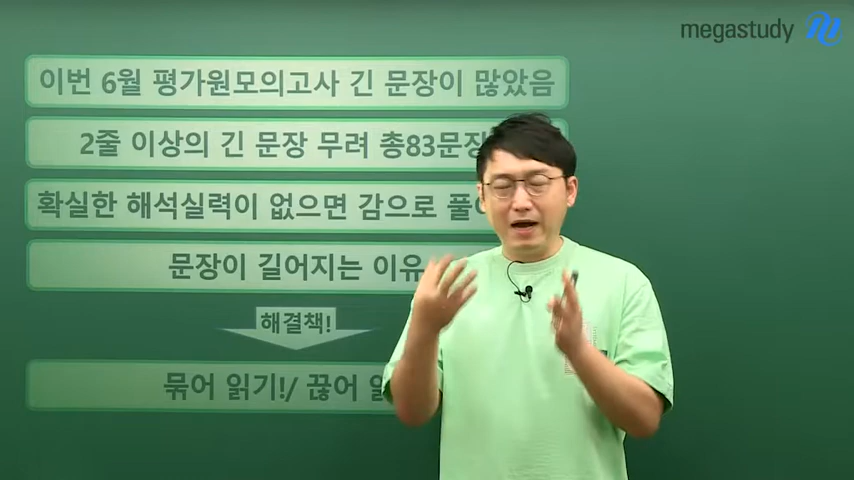 megastudy
이번 6월 평가원모의고사 긴 문장이 많았음
2줄 이상의 긴 문장 무려 총83문장
확실한 해석실력이 없으면 감으로
문장이 길어지는 이유
해결책!
묶어 읽기!/ 끊어